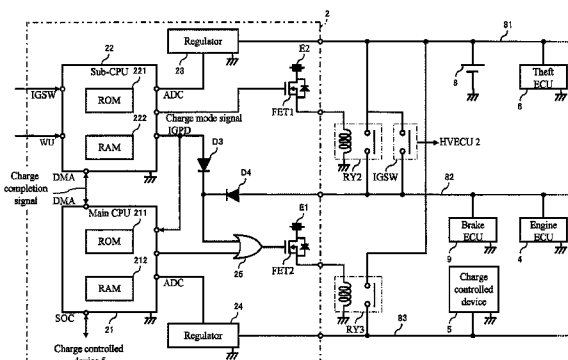 2
81
22
Sub-CPU
221
ROM
222
RAM
IGSW
WU
ADC
Regulator
23
E2
FET1
Charge mode signal
IGPD
D3
D4
RY2
IGSW
HVECU 2
8
Theft
ECU
6
82
DMA
Charge
completion
signal
DMA
Main CPU
211
ROM
212
RAM
ADC
SOC
21
Charge controlled
device 5
25
E1
FET2
24
Regulator
RY3
83
Brake
ECU
9
Engine
ECU
4
Charge
controlled
device
5